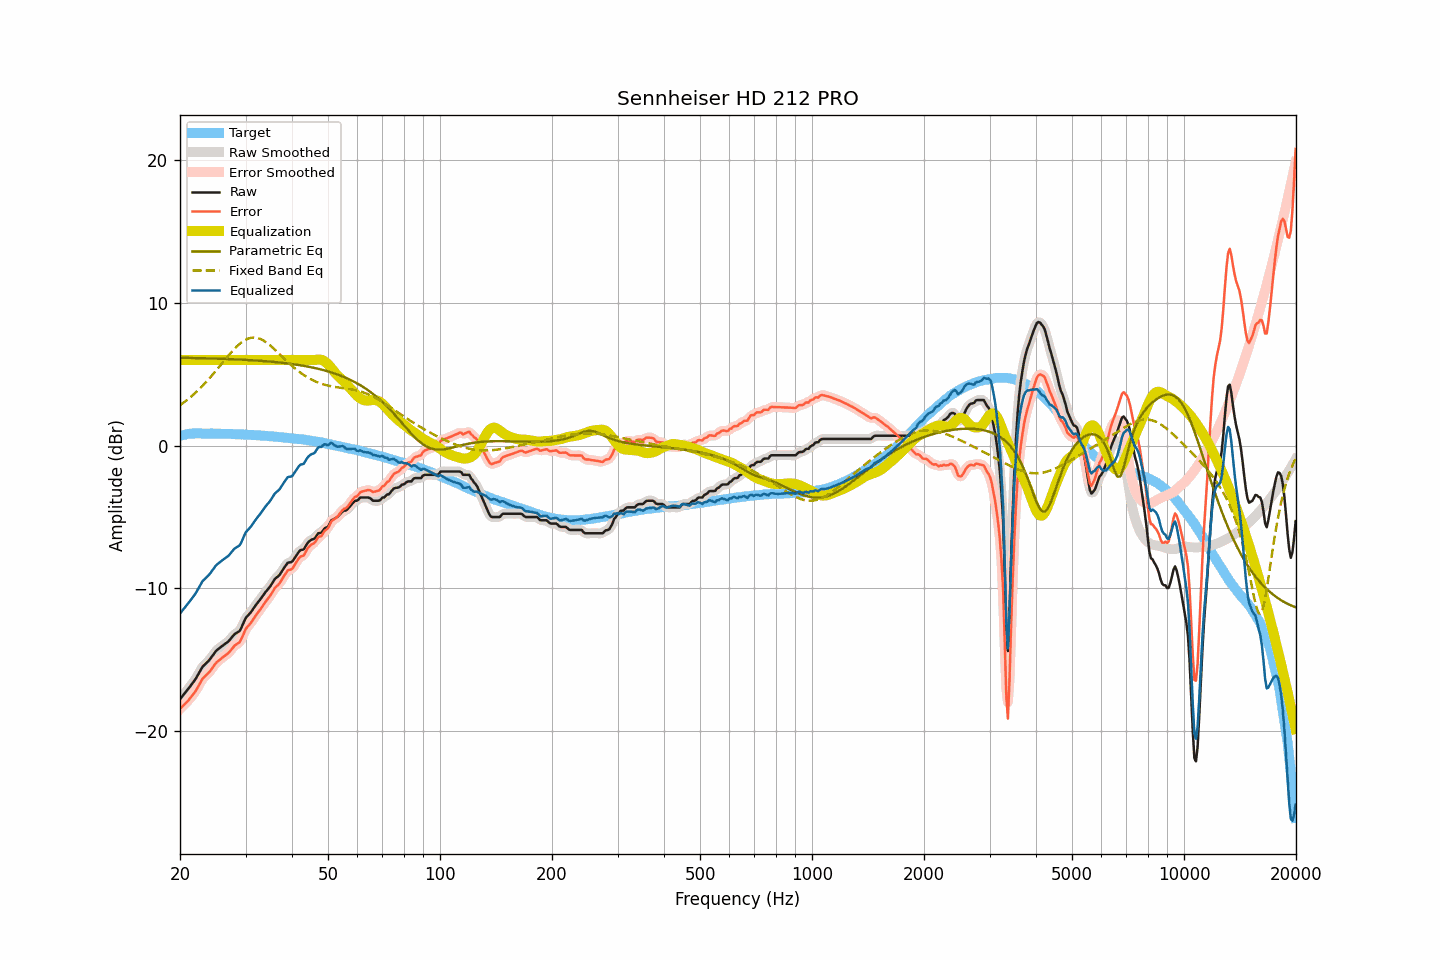 Sennheiser HD 212 PRO
Target
Raw Smoothed
Error Smoothed
Raw
Error
Equalization
Parametric Eq
Fixed Band Eq
Equalized
20
10
0
−10
−20
Amplitude (dBr)
20 50 100 200 500 1000 2000 5000 10000 20000
Frequency (Hz)